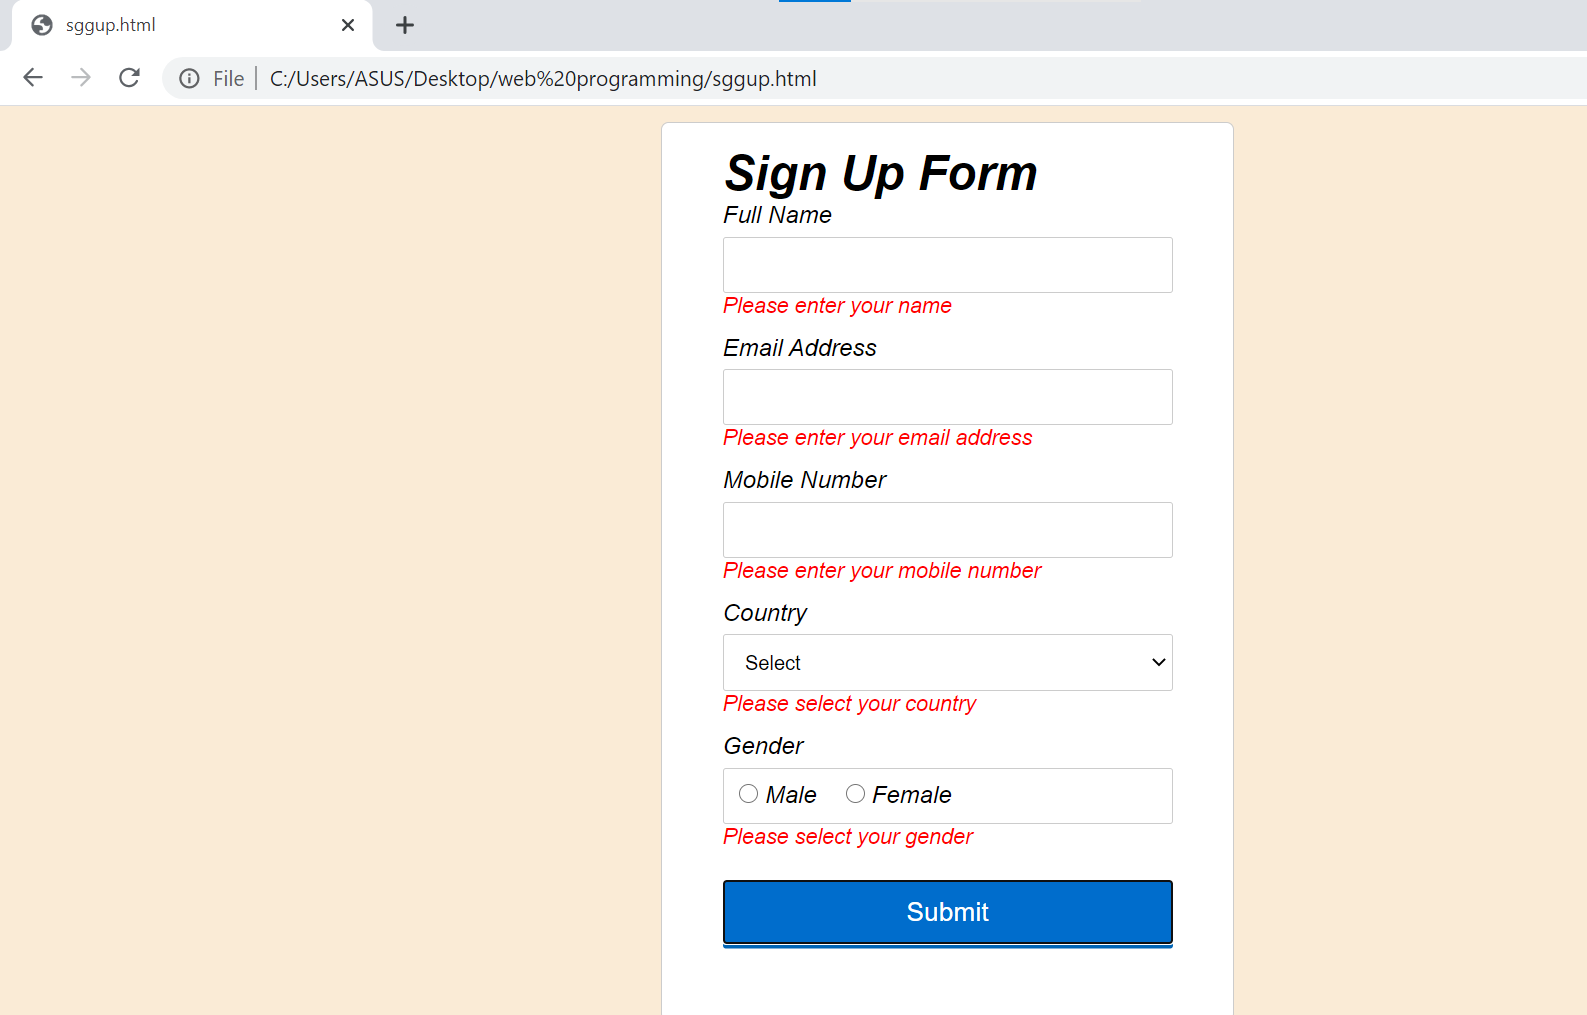 sggup.html
File C:/Users/ASUS/Desktop/web%20programming/sggup.html
Sign Up Form
Full Name
Please enter your name
Email Address
Please enter your email address
Mobile Number
Please enter your mobile number
Country
Select
Please select your country
Gender
Male Female
Please select your gender
Submit